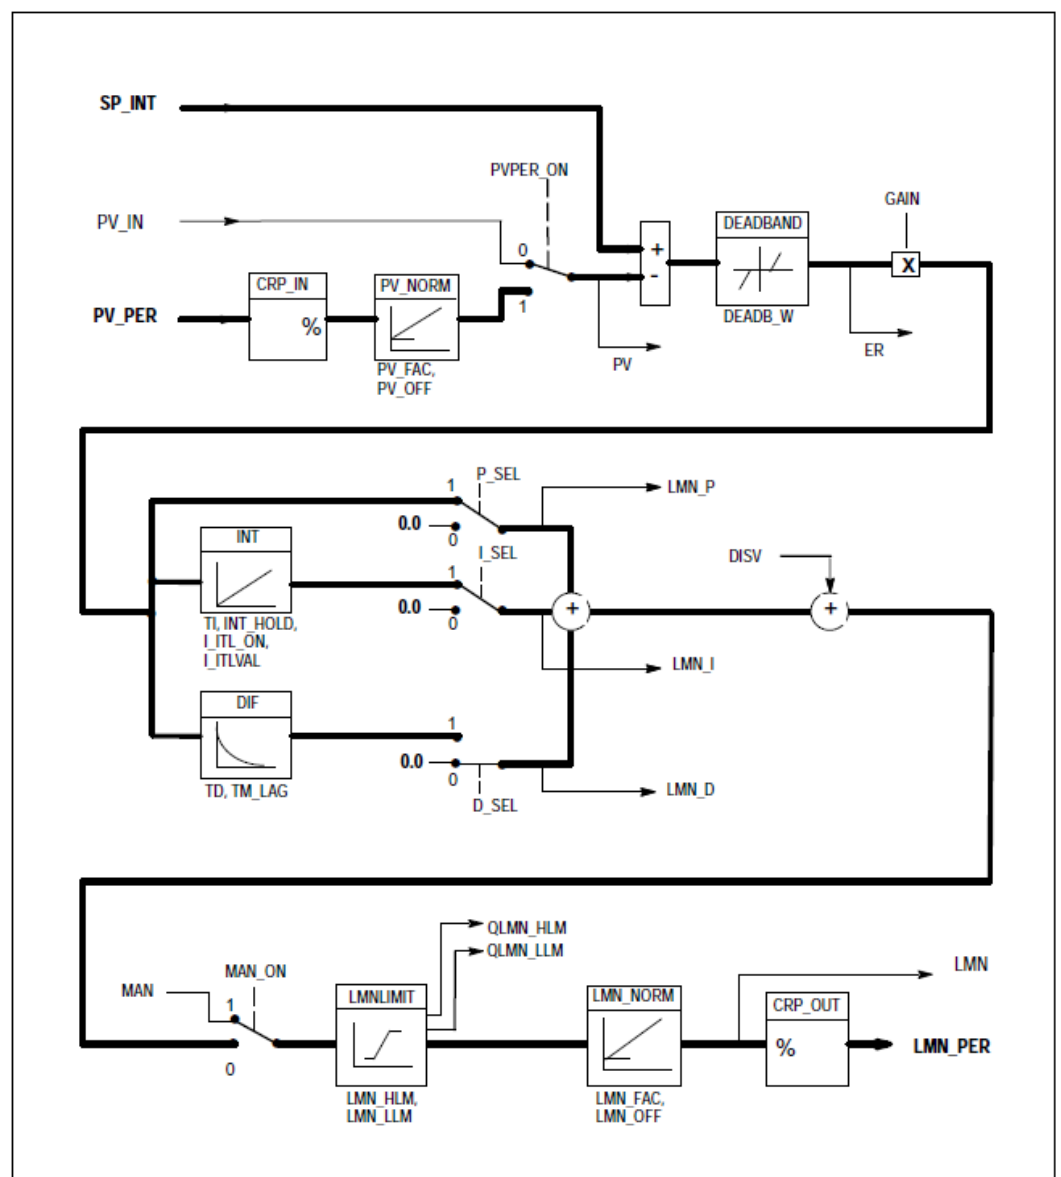 SP_INT
PVPER_ON
GAIN
PV_IN
DEADBAND
0
+
-
X
CRP_IN
PV_NORM
%
PV_PER
1
DEADB_W
ER
PV
PV_FAC,
PV_OFF
P_SEL
1
LMN_P
0.0
0
INT
I_SEL
DISV
1
0.0
+
+
0
TI, INT_HOLD,
I_ITL_ON,
I_ITLVAL
LMN_I
DIF
1
0.0
0
TD, TM_LAG
D_SEL
LMN_D
QLMN_HLM
QLMN_LLM
MAN_ON
LMN
MAN
1
LMNLIMIT
LMN_NORM
CRP_OUT
%
LMN_PER
0
LMN_HLM,
LMN_LLM
LMN_FAC,
LMN_OFF